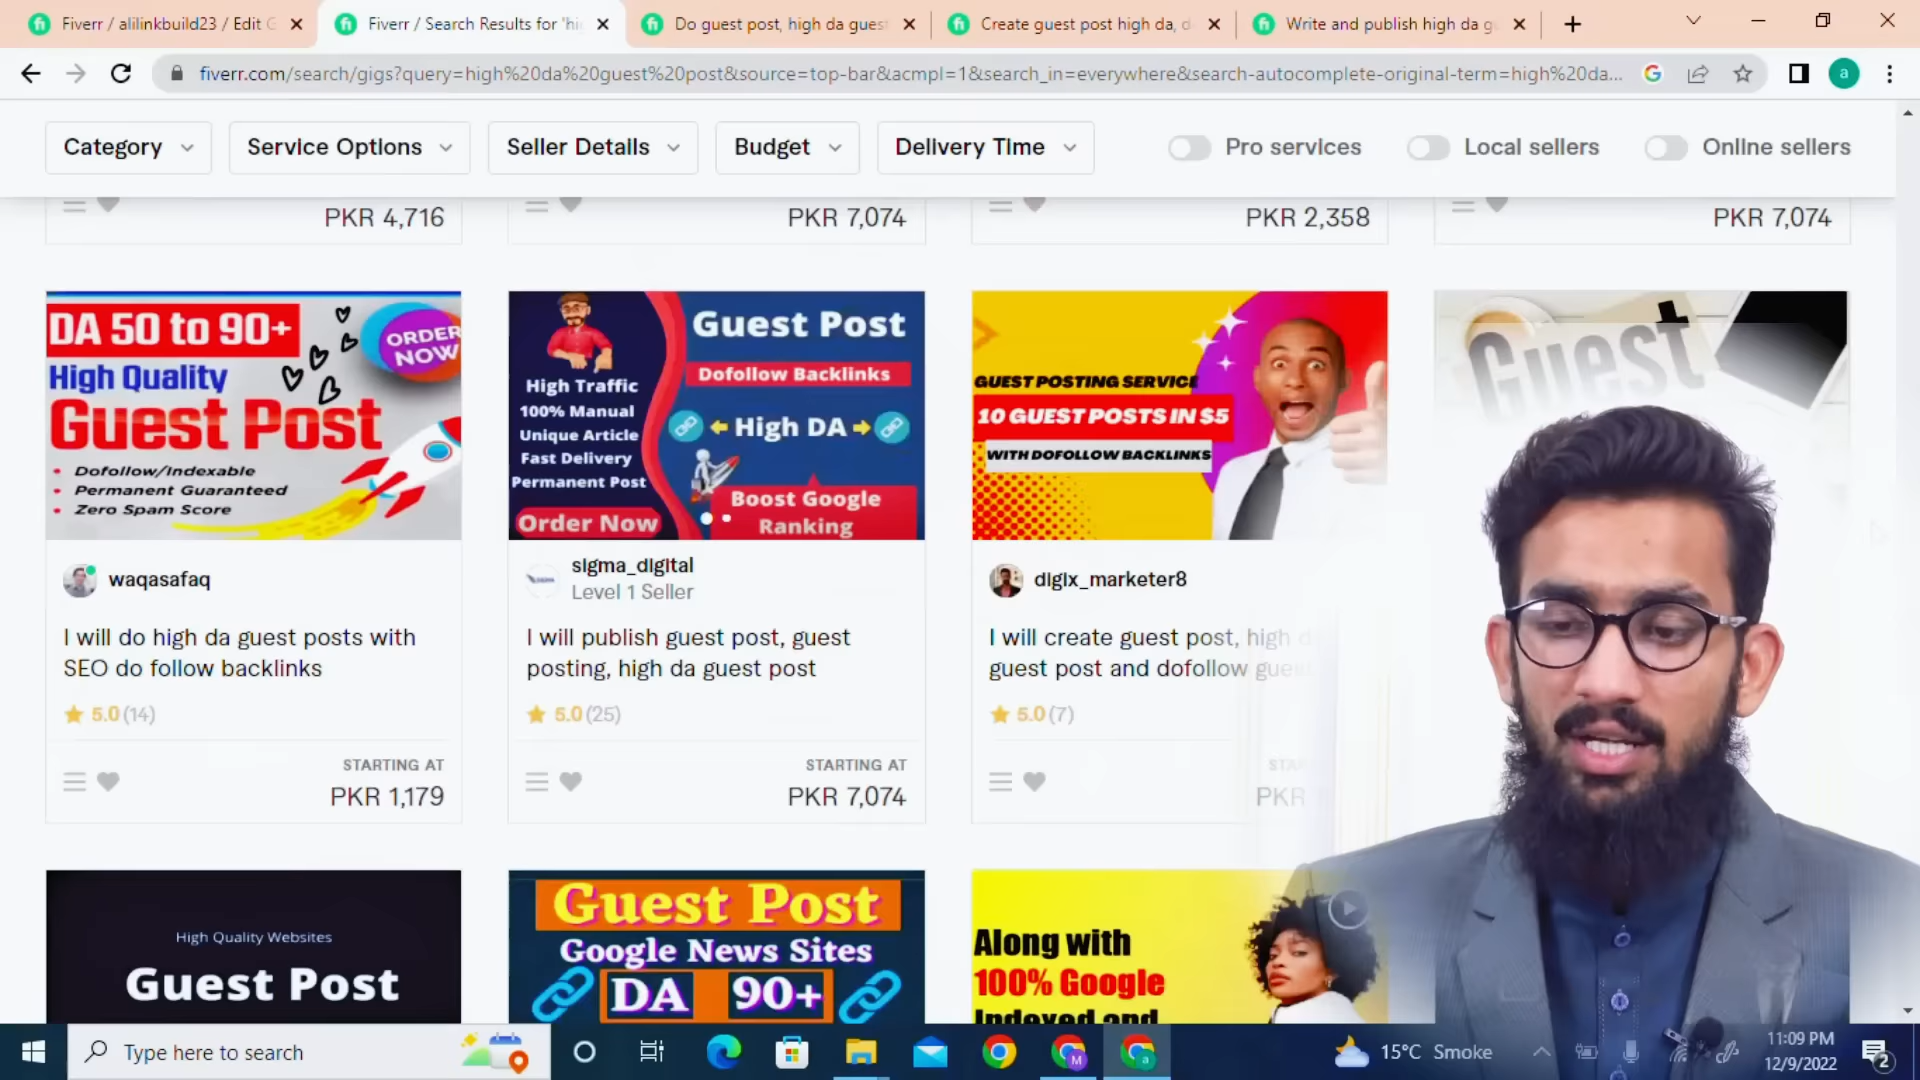 Fiverr / alilinkbuild23 / Edit G
Fiverr / Search Results for 'hi
Do guest post, high da gues
Create guest post high da, d
Write and publish high da g
fiverr.com/search/gigs?query=high%20da%20guest%20post&source=top-bar&acmpl=1&search_in=everywhere&search-autocomplete-original-term=high%20da...
a
Category
Service Options
Seller Details
Budget
Delivery Time
Pro services
Local sellers
Online sellers
PKR 4,716
PKR 7,074
PKR 2,358
PKR 7,074
DA 50 to 90+
ORDER
NOW
High Quality
Guest Post
Dofollow/Indexable
Permanent Guaranteed
Zero Spam Score
High Traffic
100% Manual
Unique Article
Fast Delivery
Permanent Post
Order Now
Guest Post
Dofollow Backlinks
High DA
Boost Google
Ranking
GUEST POSTING SERVICE
10 GUEST POSTS IN $5
WITH DOFOLLOW BACKLINKS
Guest
waqasafaq
sigma_digital
Level 1 Seller
digix_marketer8
I will do high da guest posts with
SEO do follow backlinks
I will publish guest post, guest
posting, high da guest post
I will create guest post, high d
guest post and dofollow gue
5.0 (14)
5.0 (25)
5.0 (7)
STARTING AT
PKR 1,179
STARTING AT
PKR 7,074
STA
PKR
High Quality Websites
Guest Post
Guest Post
Google News Sites
DA 90+
Along with
100% Google
Indexed and
Type here to search
M
a
15°C Smoke
11:09 PM
12/9/2022
2